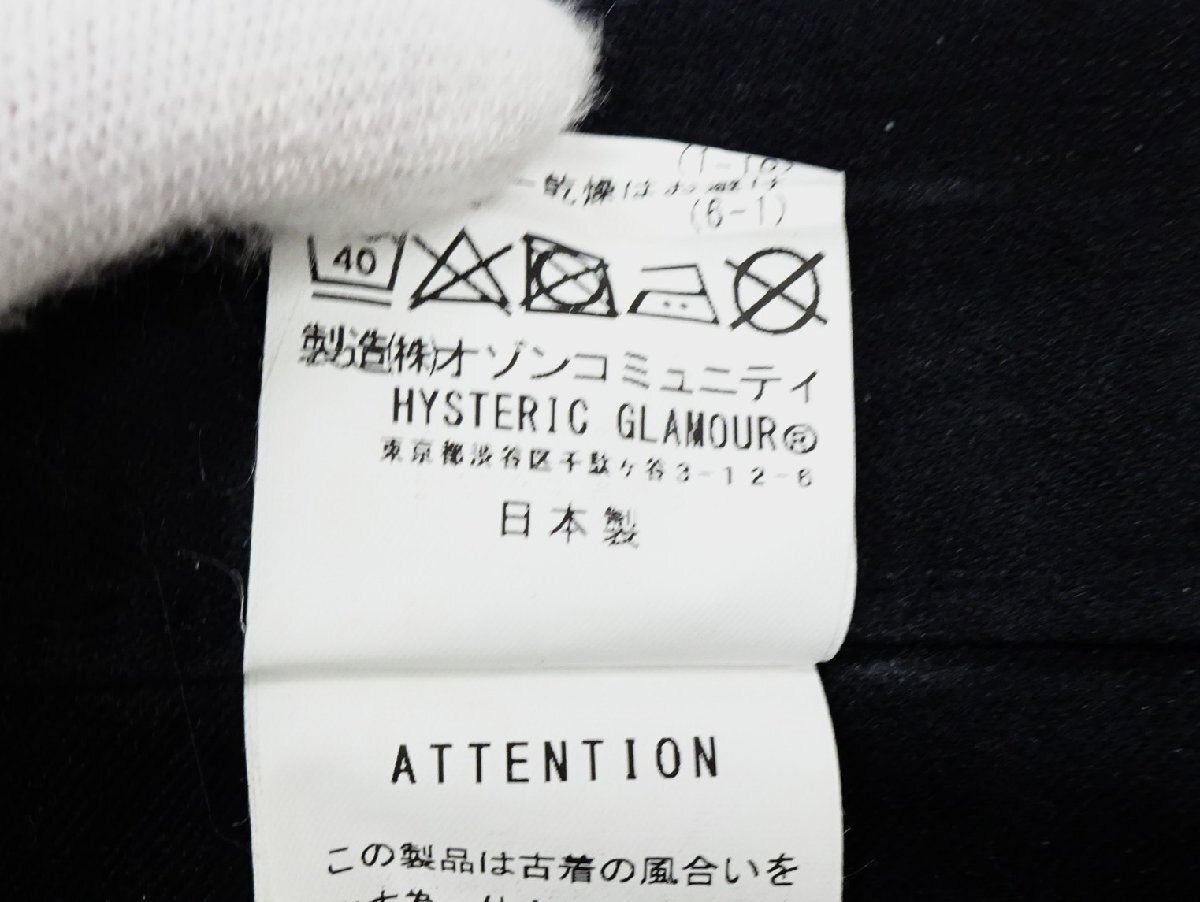 乾燥はお避け
(6-1)
40
製造(株)オゾンコミュニティ
HYSTERIC GLAMOUR®
東京都渋谷区千駄ヶ谷3-12-6
日本製
ATTENTION
この製品は古着の風合いを